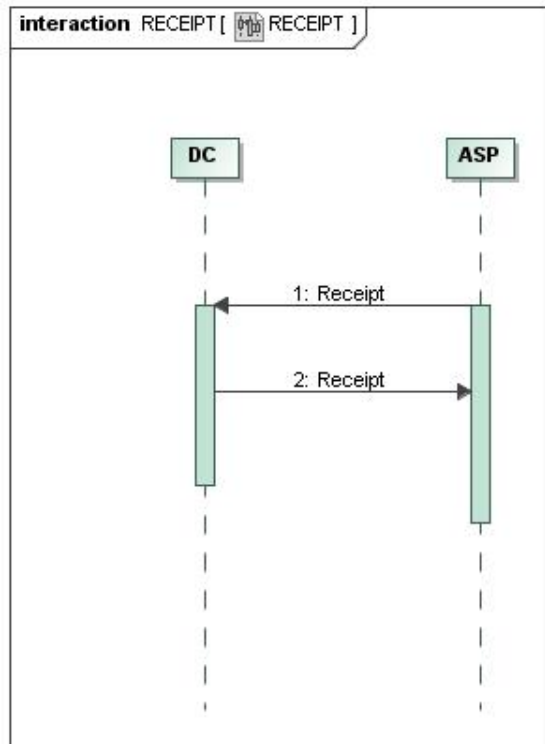 interaction RECEIPT [ RECEIPT ]
DC
ASP
1: Receipt
2: Receipt